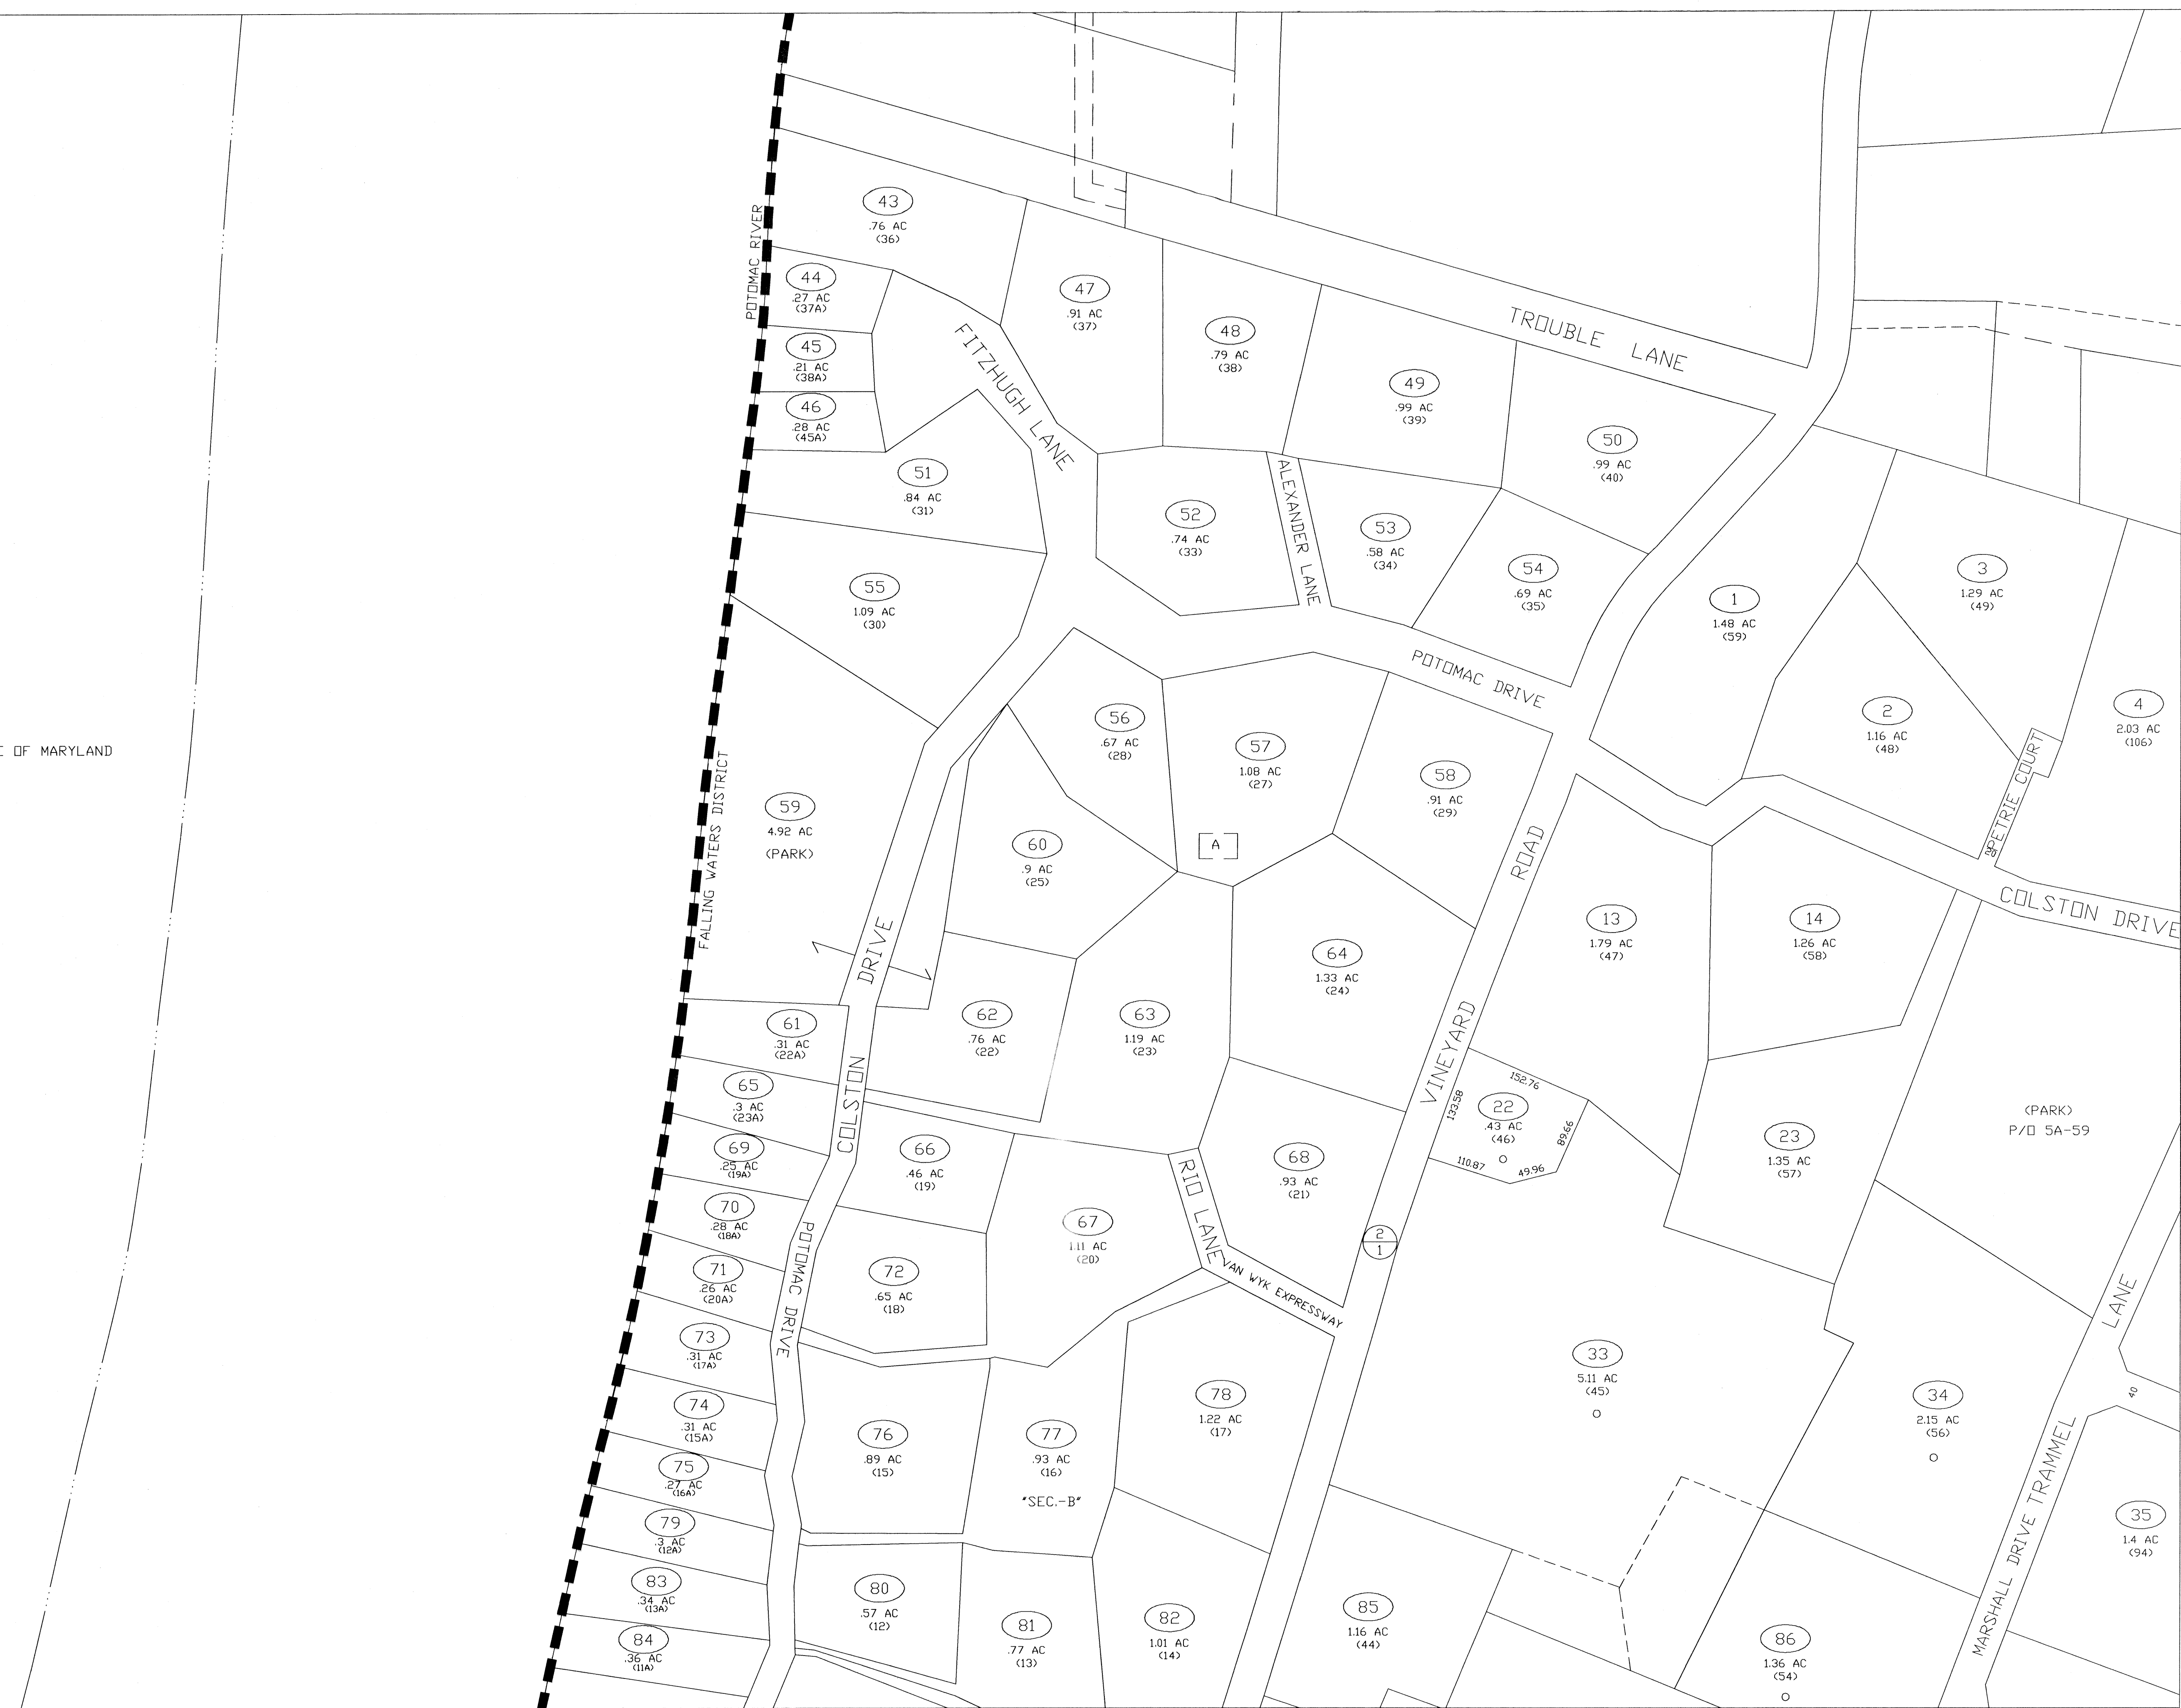 OF MARYLAND
POTOMAC RIVER
FALLING WATERS DISTRICT
43
.76 AC
(36)
44
.27 AC
(37A)
45
.21 AC
(38A)
46
.28 AC
(45A)
47
.91 AC
(37)
48
.79 AC
(38)
49
.99 AC
(39)
50
.99 AC
(40)
TROUBLE LANE
FITZHUGH LANE
51
.84 AC
(31)
52
.74 AC
(33)
ALEXANDER LANE
53
.58 AC
(34)
54
.69 AC
(35)
55
1.09 AC
(30)
1
1.48 AC
(59)
3
1.29 AC
(49)
2
1.16 AC
(48)
4
2.03 AC
(106)
POTOMAC DRIVE
56
.67 AC
(28)
57
1.08 AC
(27)
58
.91 AC
(29)
PETRIE COURT
59
4.92 AC
(PARK)
60
.9 AC
(25)
A
VINEYARD ROAD
COLSTON DRIVE
13
1.79 AC
(47)
14
1.26 AC
(58)
COLSTON DRIVE
61
.31 AC
(22A)
62
.76 AC
(22)
63
1.19 AC
(23)
64
1.33 AC
(24)
65
.3 AC
(23A)
152.76
133.58
22
.43 AC
(46)
89.66
110.87
49.96
23
1.35 AC
(57)
(PARK)
P/O 5A-59
69
.25 AC
(19A)
66
.46 AC
(19)
67
1.11 AC
(20)
RIO LANE
68
.93 AC
(21)
70
.28 AC
(18A)
POTOMAC DRIVE
71
.26 AC
(20A)
72
.65 AC
(18)
VAN WYK EXPRESSWAY
2
1
73
.31 AC
(17A)
33
5.11 AC
(45)
34
2.15 AC
(56)
LANE
40
74
.31 AC
(15A)
76
.89 AC
(15)
77
.93 AC
(16)
"SEC.-B"
78
1.22 AC
(17)
75
.27 AC
(16A)
79
.3 AC
(12A)
MARSHALL DRIVE TRAMMEL
35
1.4 AC
(94)
83
.34 AC
(13A)
80
.57 AC
(12)
81
.77 AC
(13)
82
1.01 AC
(14)
85
1.16 AC
(44)
86
1.36 AC
(54)
84
.36 AC
(11A)